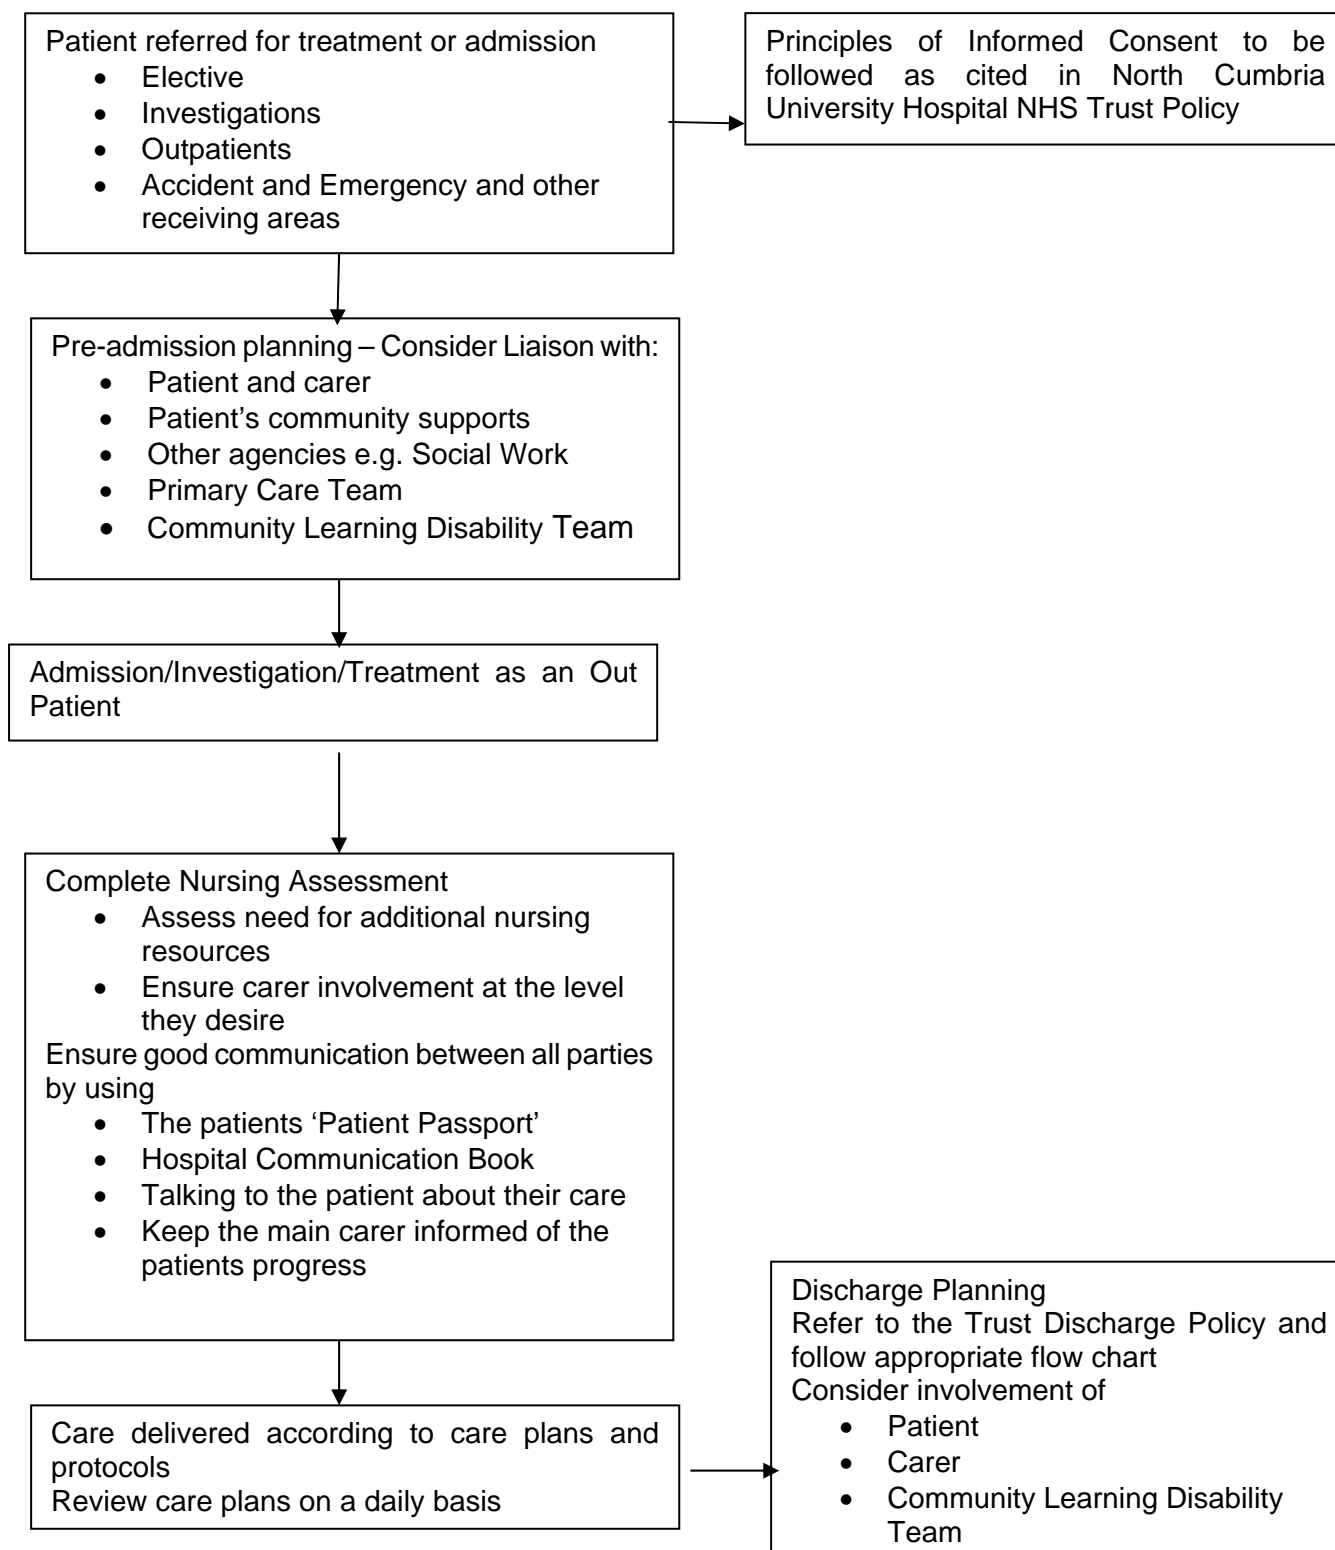 Patient referred for treatment or admission
• Elective
• Investigations
• Outpatients
• Accident and Emergency and other
receiving areas
Principles of Informed Consent to be
followed as cited in North Cumbria
University Hospital NHS Trust Policy
Pre-admission planning – Consider Liaison with:
• Patient and carer
• Patient’s community supports
• Other agencies e.g. Social Work
• Primary Care Team
• Community Learning Disability Team
Admission/Investigation/Treatment as an Out
Patient
Complete Nursing Assessment
• Assess need for additional nursing
resources
• Ensure carer involvement at the level
they desire
Ensure good communication between all parties
by using
• The patients ‘Patient Passport’
• Hospital Communication Book
• Talking to the patient about their care
• Keep the main carer informed of the
patients progress
Care delivered according to care plans and
protocols
Review care plans on a daily basis
Discharge Planning
Refer to the Trust Discharge Policy and
follow appropriate flow chart
Consider involvement of
• Patient
• Carer
• Community Learning Disability
Team